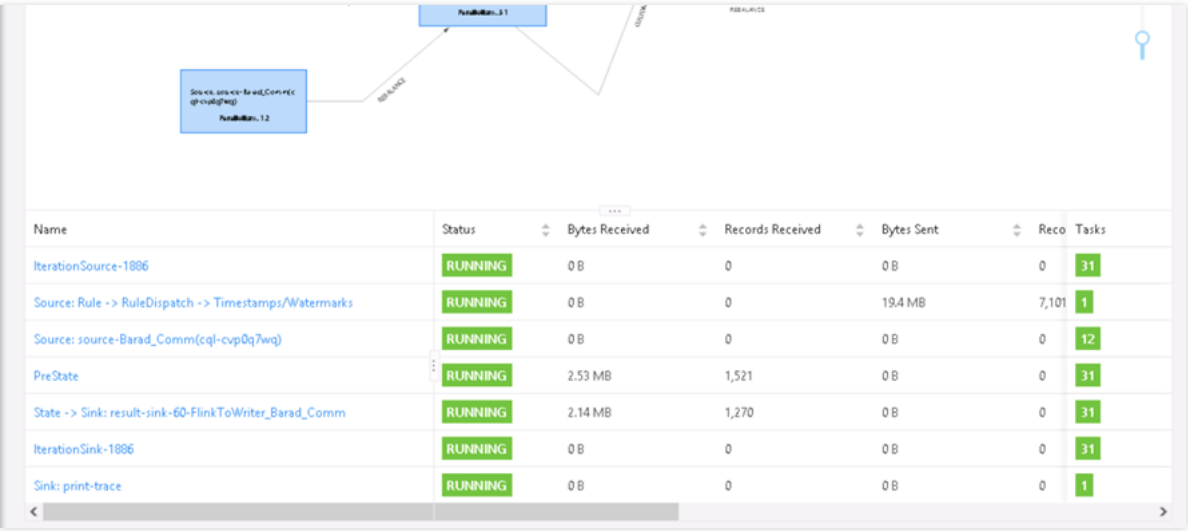 REBALANCE
Source: source-Barad_Comm(c
ql-cvp0q7wq)
REBALANCE
Name Status Bytes Received Records Received Bytes Sent Reco Tasks
IterationSource-1886 RUNNING 0 B 0 0 B 0 31
Source: Rule -> RuleDispatch -> Timestamps/Watermarks RUNNING 0 B 0 19.4 MB 7,101 1
Source: source-Barad_Comm(cql-cvp0q7wq) RUNNING 0 B 0 0 B 0 12
PreState RUNNING 2.53 MB 1,521 0 B 0 31
State -> Sink: result-sink-60-FlinkToWriter_Barad_Comm RUNNING 2.14 MB 1,270 0 B 0 31
IterationSink-1886 RUNNING 0 B 0 0 B 0 31
Sink: print-trace RUNNING 0 B 0 0 B 0 1